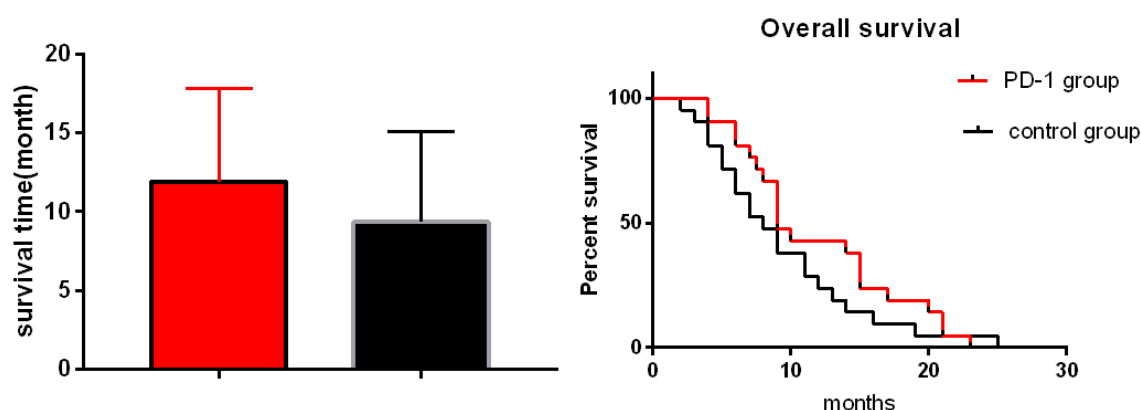 survival time(month)
20
15
10
5
0
Overall survival
Percent survival
100
50
0
0 10 20 30
months
PD-1 group
control group